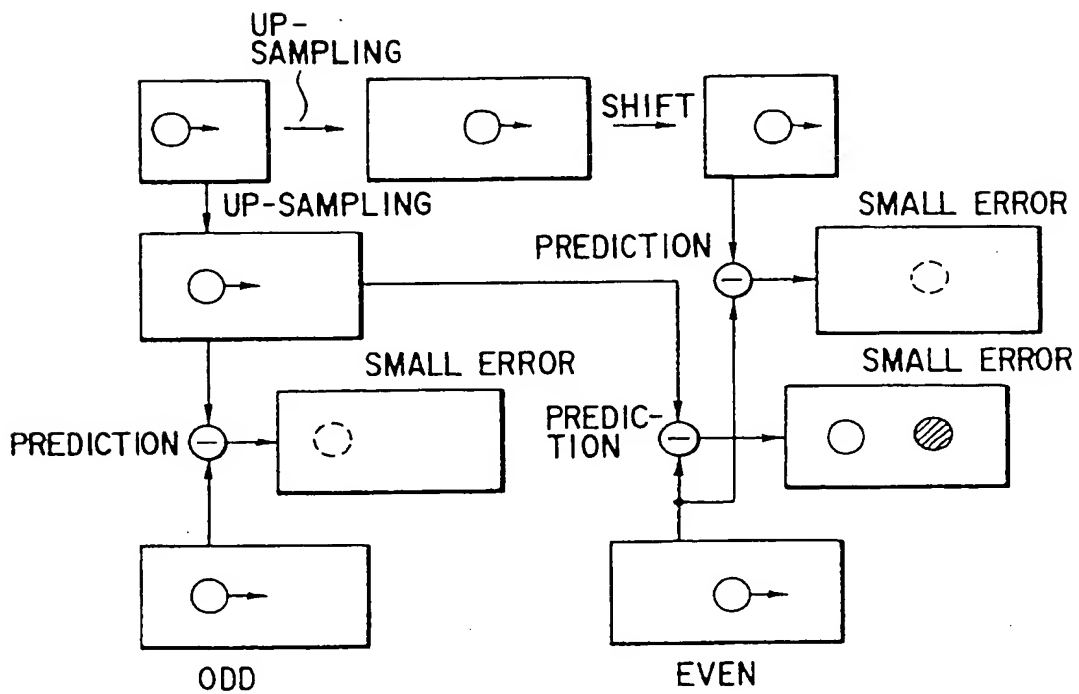 UP-
SAMPLING
SHIFT
UP-SAMPLING
SMALL ERROR
PREDICTION
SMALL ERROR
SMALL ERROR
PREDICTION
PREDIC-
TION
ODD
EVEN